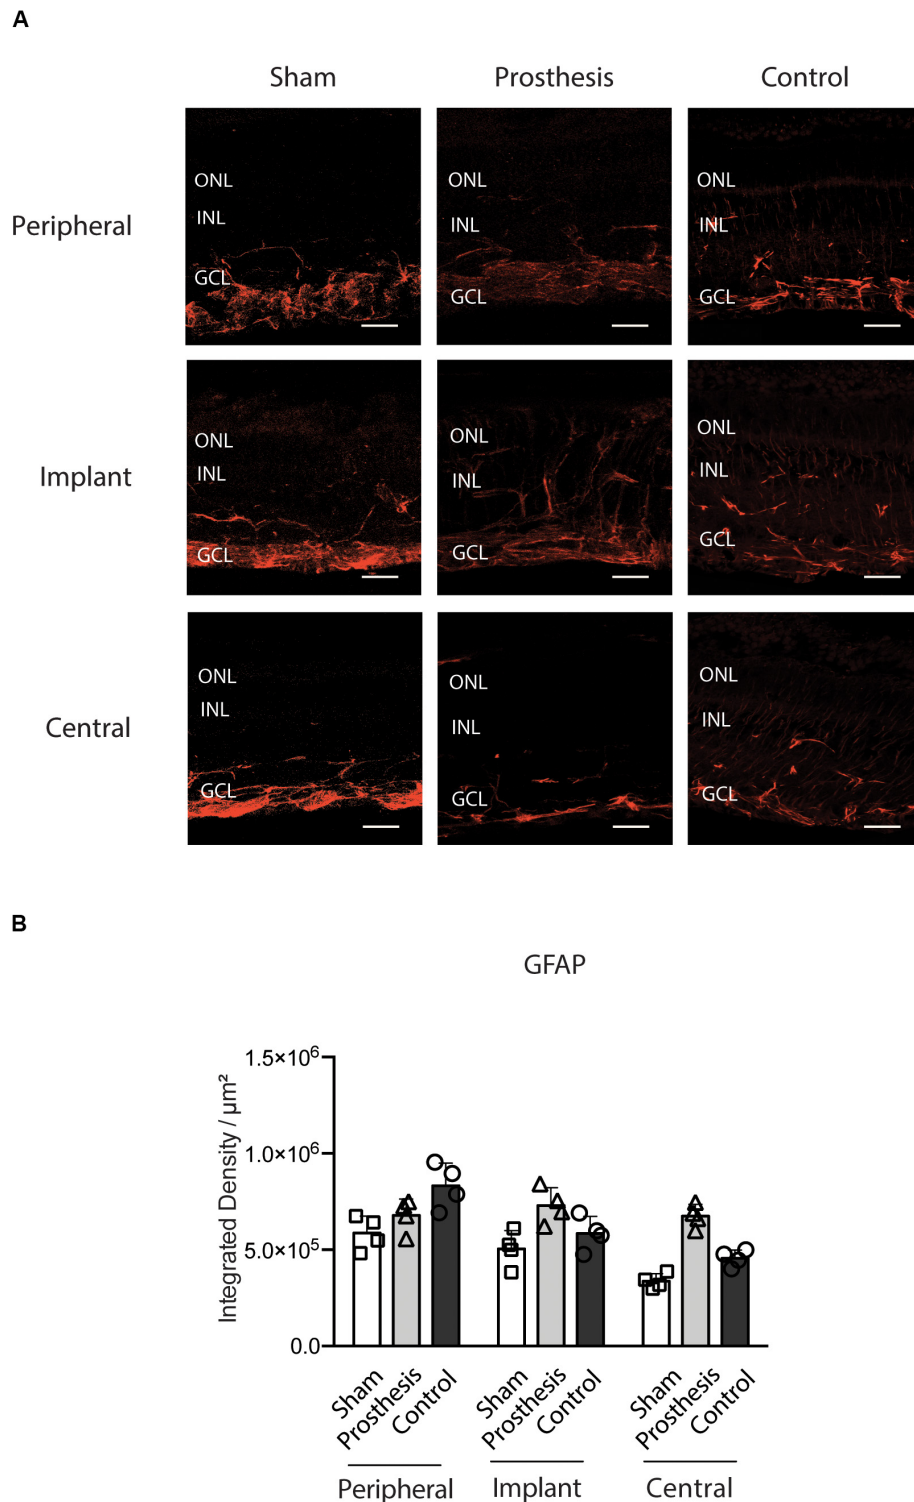 A
Sham Prosthesis Control
Peripheral
ONL
INL
GCL
ONL
INL
GCL
ONL
INL
GCL
Implant
ONL
INL
GCL
ONL
INL
GCL
ONL
INL
GCL
Central
ONL
INL
GCL
ONL
INL
GCL
ONL
INL
GCL
B
GFAP
Integrated Density / µm²
1.5×10⁶
1.0×10⁶
5.0×10⁵
0.0
Sham
Prosthesis
Control
Sham
Prosthesis
Control
Sham
Prosthesis
Control
Peripheral Implant Central